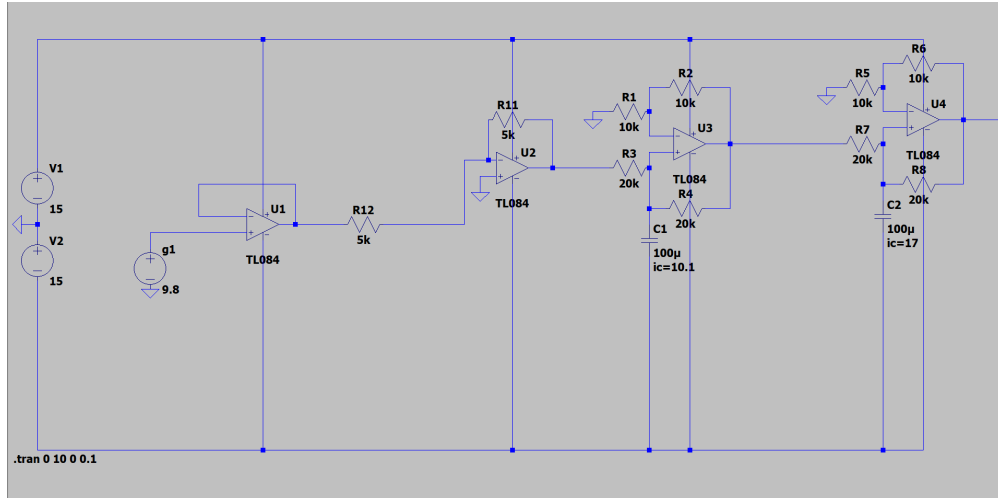 V1
15
V2
15
g1
9.8
U1
TL084
R12
5k
R11
5k
U2
TL084
R1
10k
R2
10k
U3
TL084
R3
20k
R4
20k
C1
100µ
ic=10.1
R5
10k
R6
10k
U4
TL084
R7
20k
R8
20k
C2
100µ
ic=17
.tran 0 10 0 0.1